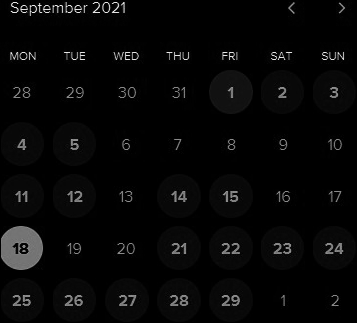 September 2021
MON TUE WED THU FRI SAT SUN
28 29 30 31 1 2 3
4 5 6 7 8 9 10
11 12 13 14 15 16 17
18 19 20 21 22 23 24
25 26 27 28 29 1 2